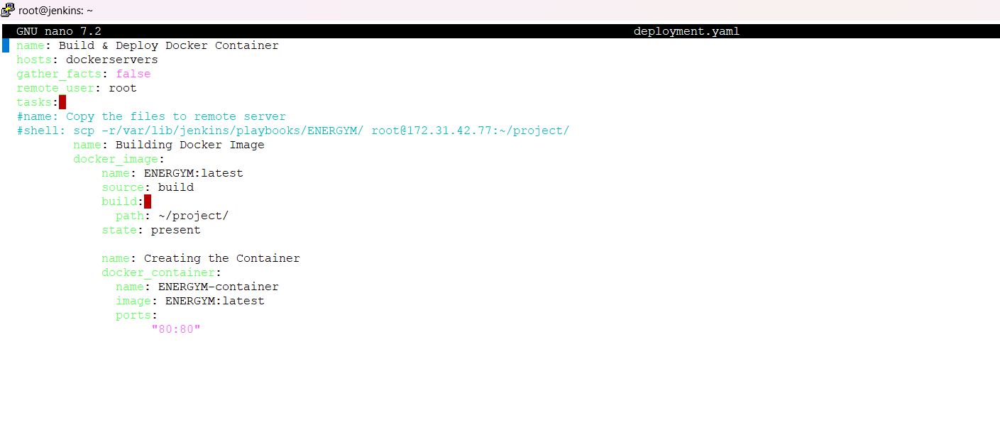 root@jenkins: ~
GNU nano 7.2 deployment.yaml
name: Build & Deploy Docker Container
hosts: dockerservers
gather_facts: false
remote_user: root
tasks:
#name: Copy the files to remote server
#shell: scp -r/var/lib/jenkins/playbooks/ENERGYM/ root@172.31.42.77:~/project/
name: Building Docker Image
docker_image:
name: ENERGYM:latest
source: build
build:
path: ~/project/
state: present
name: Creating the Container
docker_container:
name: ENERGYM-container
image: ENERGYM:latest
ports:
"80:80"